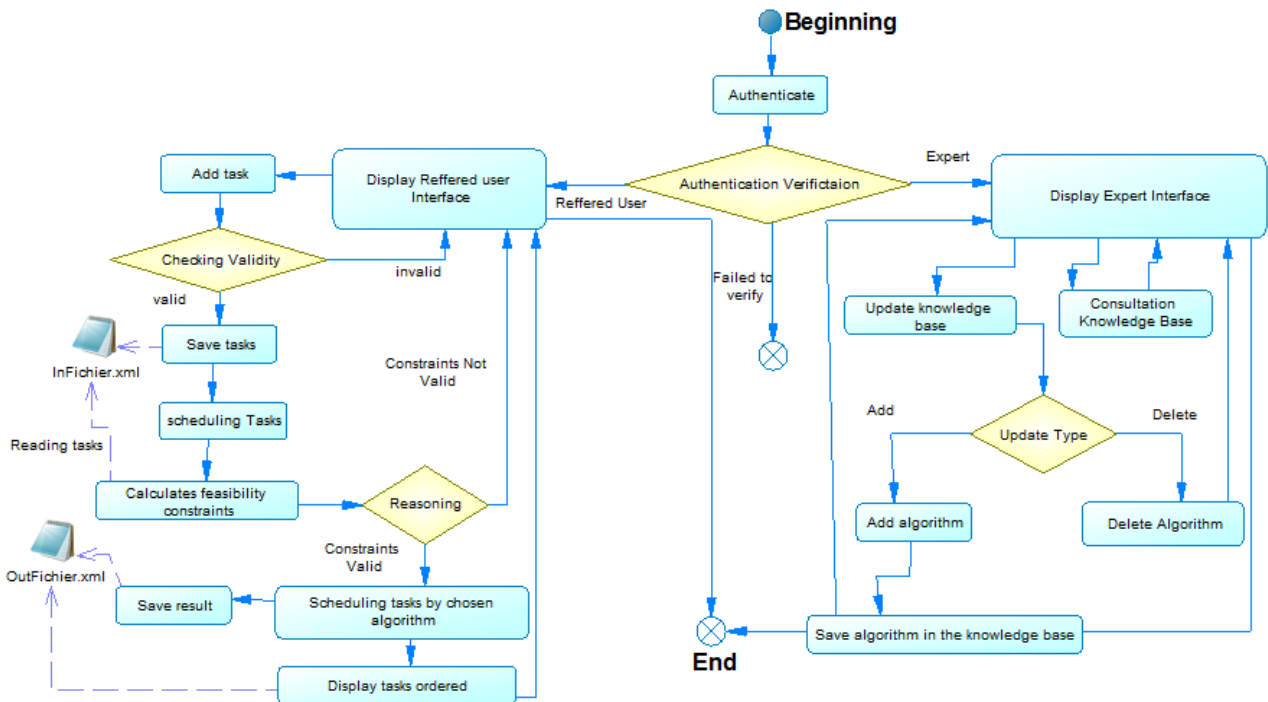 Beginning
Authenticate
Authentication Verifictaion
Expert
Reffered User
Failed to
verify
Display Reffered user
Interface
Add task
Checking Validity
invalid
valid
Save tasks
InFichier.xml
scheduling Tasks
Reading tasks
Calculates feasibility
constraints
Reasoning
Constraints Not
Valid
Constraints
Valid
OutFichier.xml
Save result
Scheduling tasks by chosen
algorithm
Display tasks ordered
Display Expert Interface
Update knowledge
base
Consultation
Knowledge Base
Update Type
Add
Delete
Add algorithm
Delete Algorithm
Save algorithm in the knowledge base
End